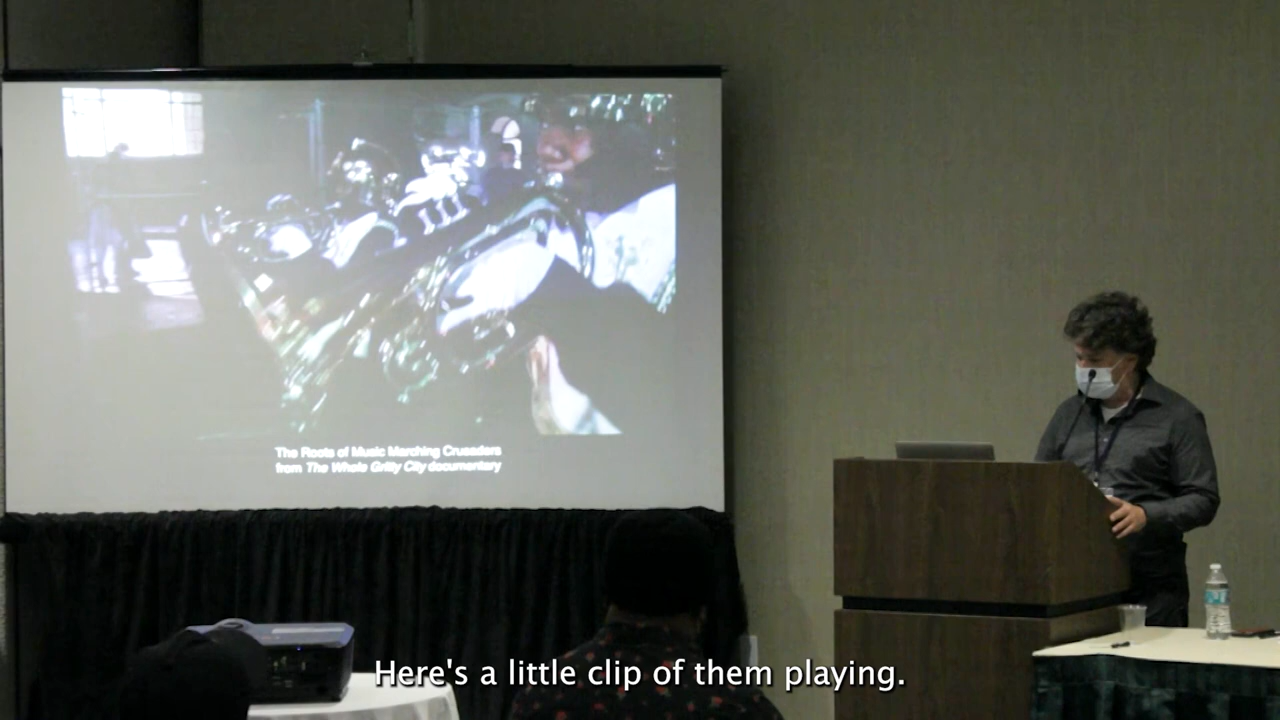 The Roots of Music Marching Crusaders
from The Whole Gritty City documentary
Here's a little clip of them playing.